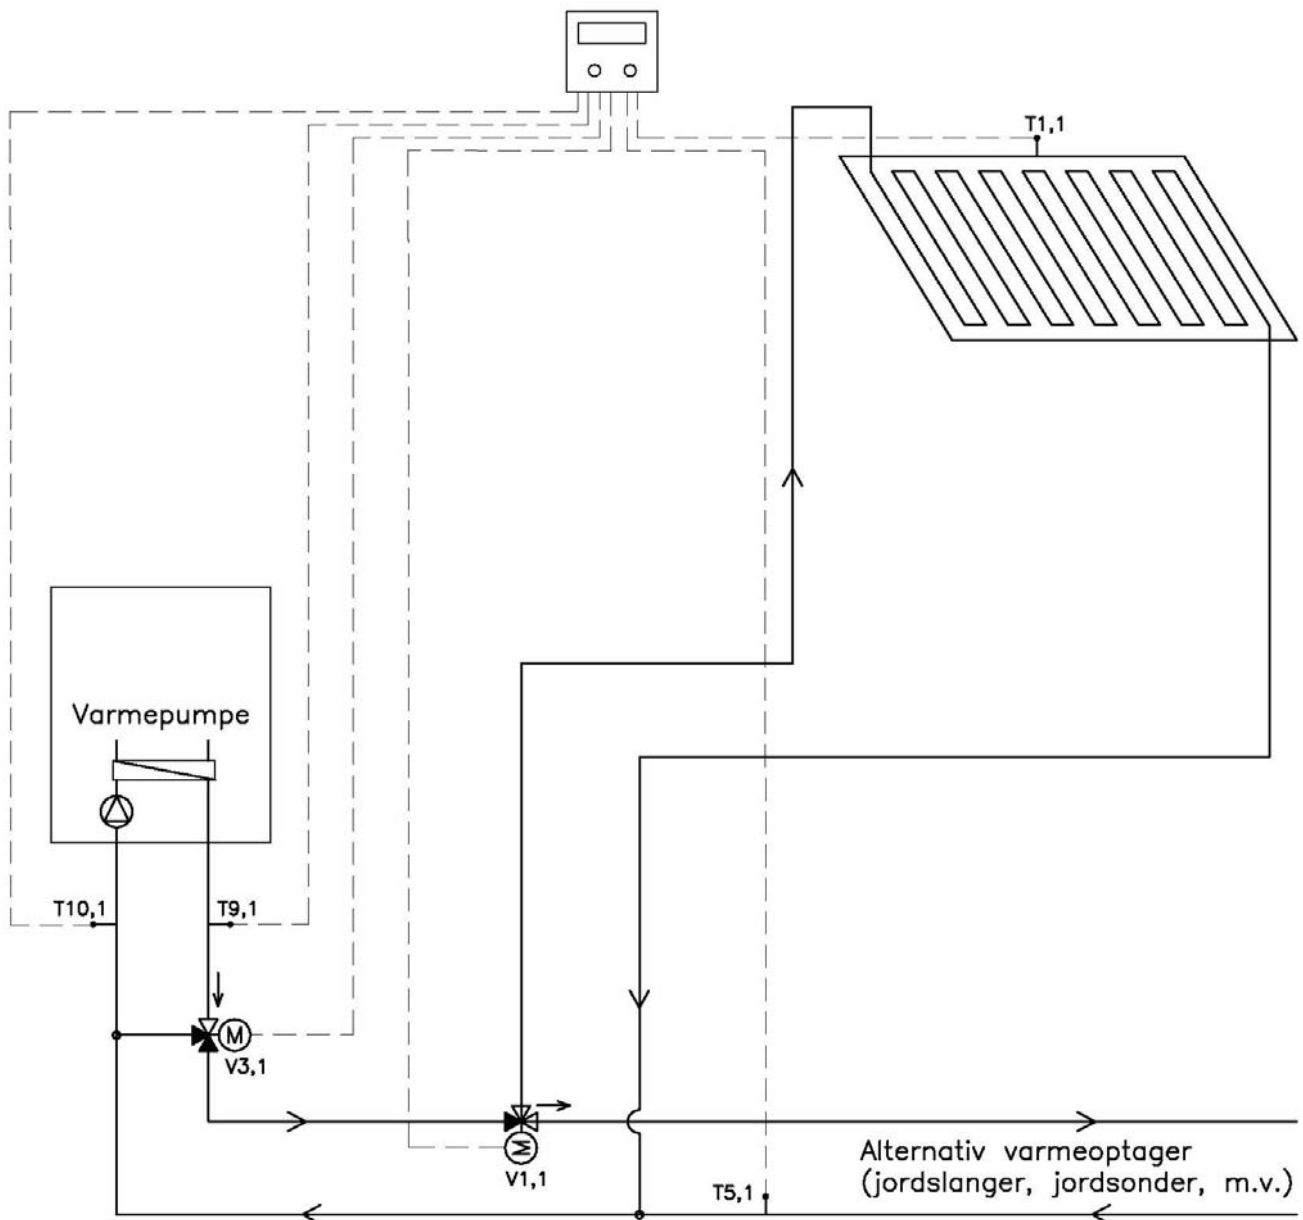 T1,1
Varmepumpe
T10,1
T9,1
M
V3,1
M
V1,1
Alternativ varmeoptager
(jordslanger, jordsonder, m.v.)
T5,1